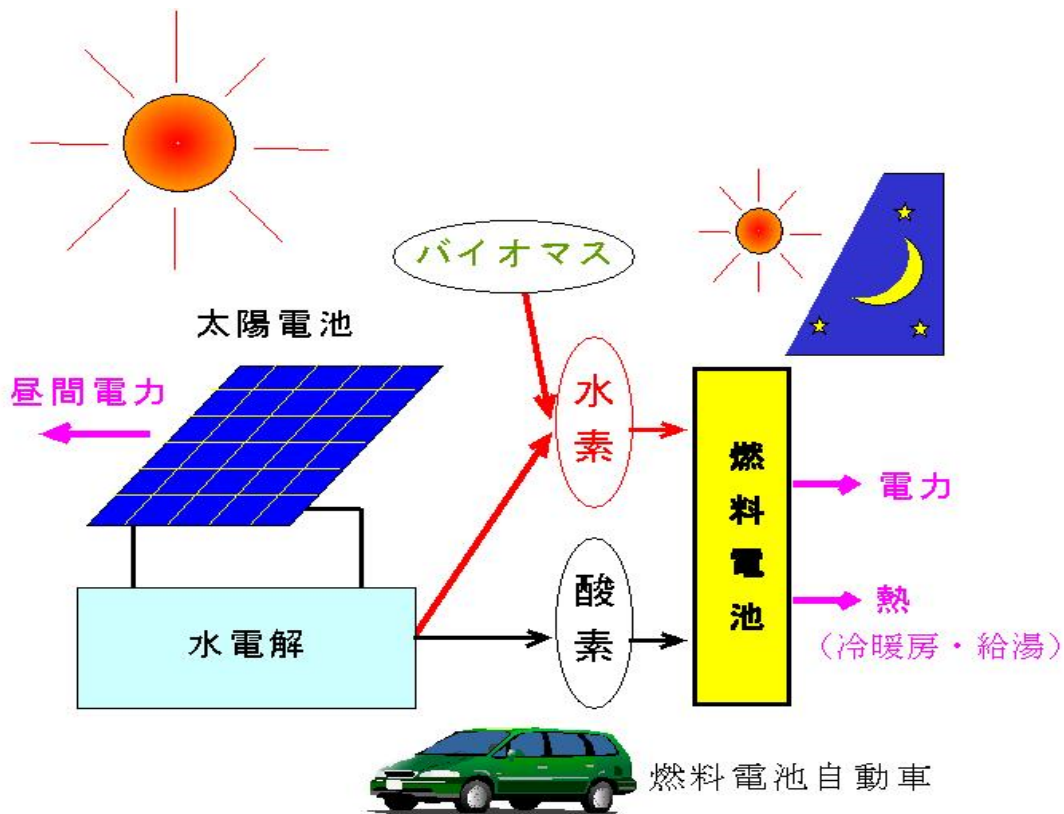 バイオマス
太陽電池
昼間電力
水素
燃料電池
電力
水電解
酸素
熱
(冷暖房・給湯)
燃料電池自動車